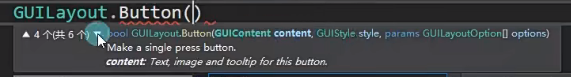 GUILayout.Button()
▲ 4 个(共 6 个) ▼ bool GUILayout.Button(GUIContent content, GUIStyle style, params GUILayoutOption[] options)
Make a single press button.
content: Text, image and tooltip for this button.